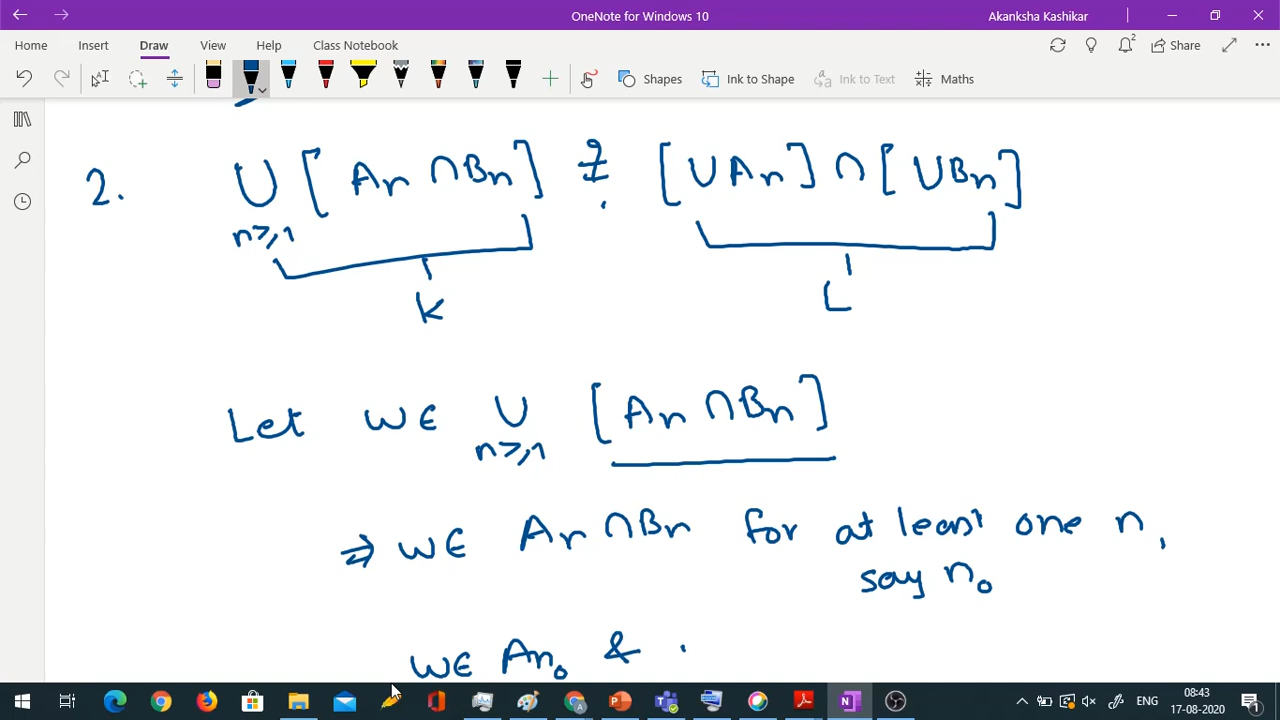 OneNote for Windows 10
Akanksha Kashikar
Home Insert Draw View Help Class Notebook Share
Shapes Ink to Shape Ink to Text Maths
2. ∪ [An ∩ Bn] [∪An] ∩ [∪Bn]
n≥1
K L
Let w ∈ ∪ [An ∩ Bn]
n≥1
⇒ w ∈ An ∩ Bn for at least one n,
say n₀
w ∈ An₀ &
ENG 08:43
17-08-2020